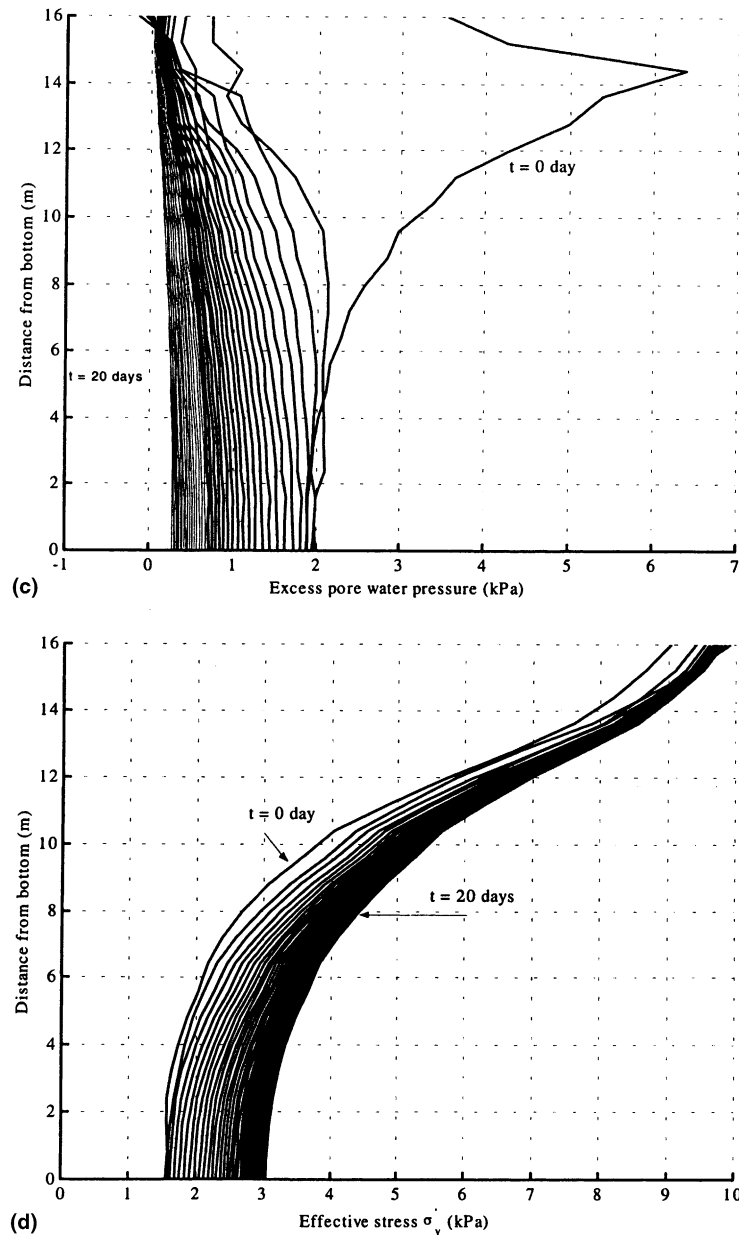 16
14
12
10
8
6
4
2
0
Distance from bottom (m)
t = 0 day
t = 20 days
-1 0 1 2 3 4 5 6 7
(c)
Excess pore water pressure (kPa)
16
14
12
10
8
6
4
2
0
Distance from bottom (m)
t = 0 day
t = 20 days
0 1 2 3 4 5 6 7 8 9 10
(d)
Effective stress σ'v (kPa)